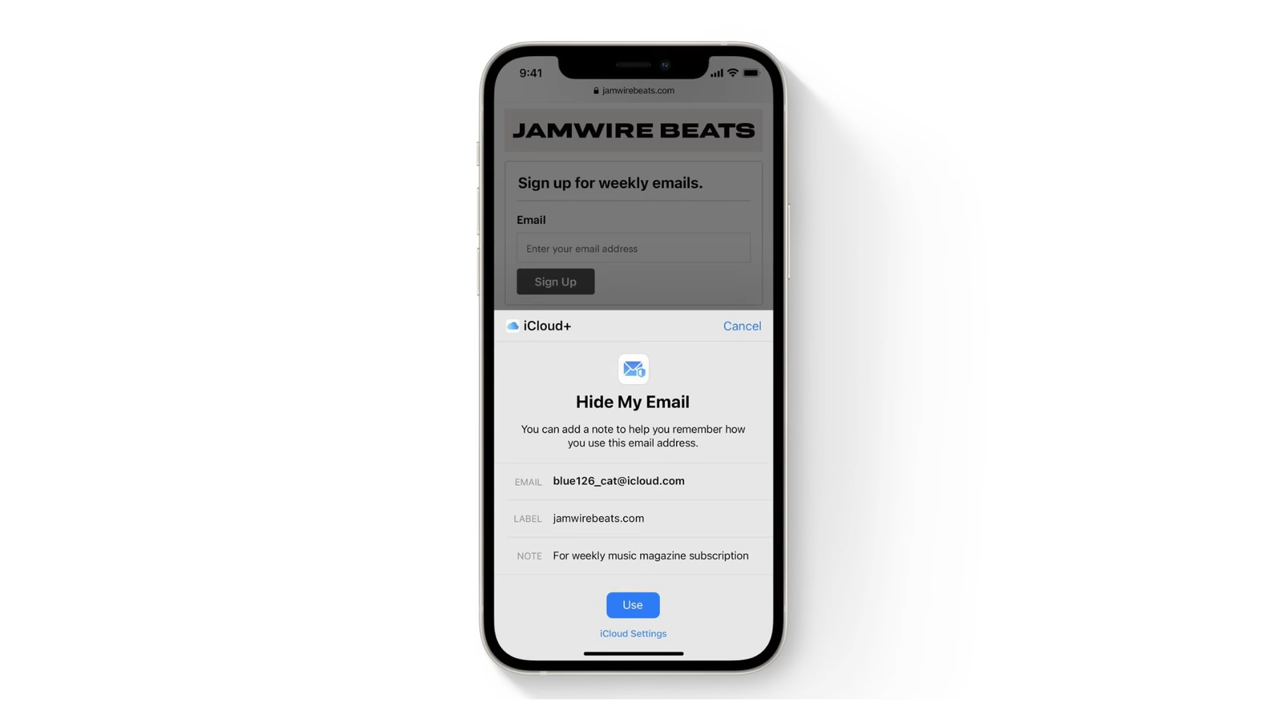 9:41
jamwirebeats.com
JAMWIRE BEATS
Sign up for weekly emails.
Email
Enter your email address
Sign Up
iCloud+
Cancel
Hide My Email
You can add a note to help you remember how
you use this email address.
EMAIL blue126_cat@icloud.com
LABEL jamwirebeats.com
NOTE For weekly music magazine subscription
Use
iCloud Settings